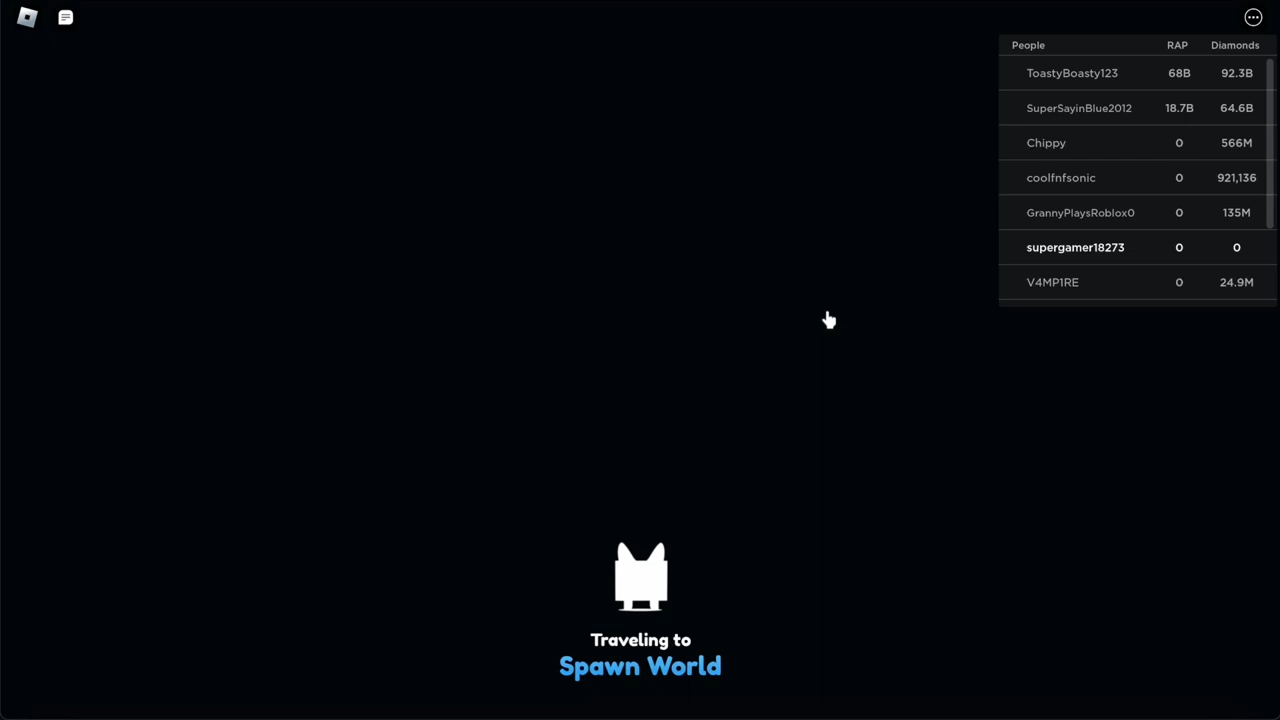 People RAP Diamonds
ToastyBoasty123 68B 92.3B
SuperSayinBlue2012 18.7B 64.6B
Chippy 0 566M
coolfnfsonic 0 921,136
GrannyPlaysRoblox0 0 135M
supergamer18273 0 0
V4MP1RE 0 24.9M
Traveling to
Spawn World